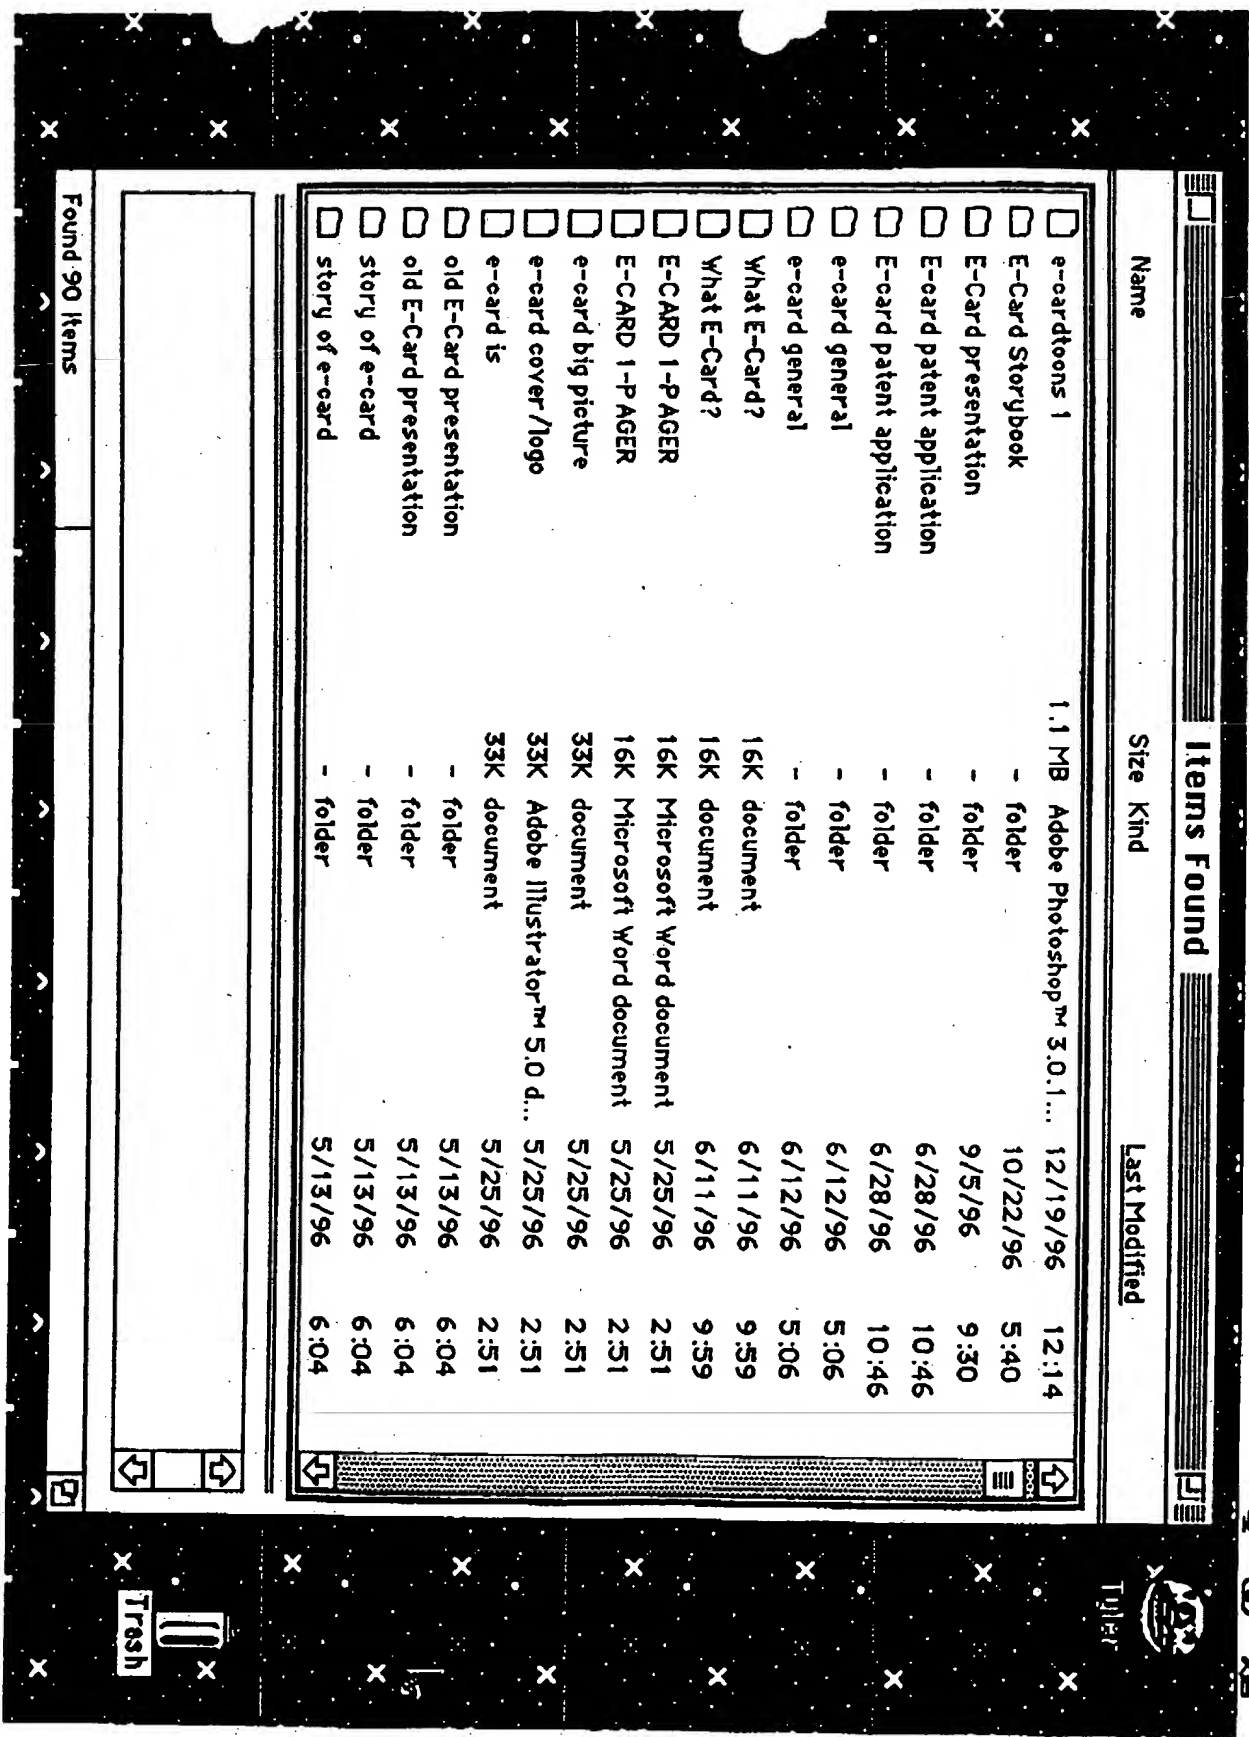 Items Found
Name Size Kind Last Modified
e-cardtoons 1 1.1 MB Adobe Photoshop™ 3.0.1... 12/19/96 12:14
E-Card Storybook - folder 10/22/96 5:40
E-Card presentation - folder 9/5/96 9:30
E-card patent application - folder 6/28/96 10:46
E-card patent application - folder 6/28/96 10:46
e-card general - folder 6/12/96 5:06
e-card general - folder 6/12/96 5:06
What E-Card? 16K document 6/11/96 9:59
What E-Card? 16K document 6/11/96 9:59
E-CARD 1-PAGER 16K Microsoft Word document 5/25/96 2:51
E-CARD 1-PAGER 16K Microsoft Word document 5/25/96 2:51
e-card big picture 33K document 5/25/96 2:51
e-card cover/logo 33K Adobe Illustrator™ 5.0 d... 5/25/96 2:51
e-card is 33K document 5/25/96 2:51
old E-Card presentation - folder 5/13/96 6:04
old E-Card presentation - folder 5/13/96 6:04
story of e-card - folder 5/13/96 6:04
story of e-card - folder 5/13/96 6:04
Found 90 items
Tyler
Trash